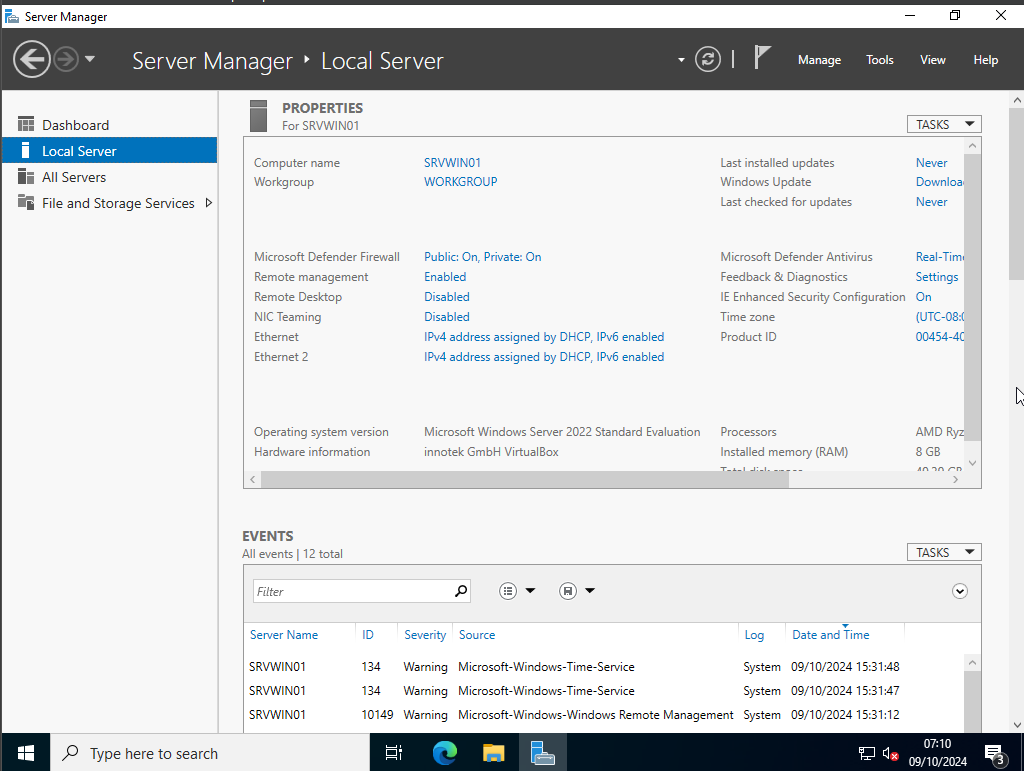 Server Manager
Server Manager ‣ Local Server
Manage Tools View Help
Dashboard
Local Server
All Servers
File and Storage Services
PROPERTIES
For SRVWIN01
TASKS
Computer name SRVWIN01 Last installed updates Never
Workgroup WORKGROUP Windows Update Downloa
Last checked for updates Never
Microsoft Defender Firewall Public: On, Private: On Microsoft Defender Antivirus Real-Time
Remote management Enabled Feedback & Diagnostics Settings
Remote Desktop Disabled IE Enhanced Security Configuration On
NIC Teaming Disabled Time zone (UTC-08:0
Ethernet IPv4 address assigned by DHCP, IPv6 enabled Product ID 00454-40
Ethernet 2 IPv4 address assigned by DHCP, IPv6 enabled
Operating system version Microsoft Windows Server 2022 Standard Evaluation Processors AMD Ryz
Hardware information innotek GmbH VirtualBox Installed memory (RAM) 8 GB
Total disk space
EVENTS
All events | 12 total
TASKS
Filter
Server Name ID Severity Source Log Date and Time
SRVWIN01 134 Warning Microsoft-Windows-Time-Service System 09/10/2024 15:31:48
SRVWIN01 134 Warning Microsoft-Windows-Time-Service System 09/10/2024 15:31:47
SRVWIN01 10149 Warning Microsoft-Windows-Windows Remote Management System 09/10/2024 15:31:12
Type here to search
07:10
09/10/2024
3